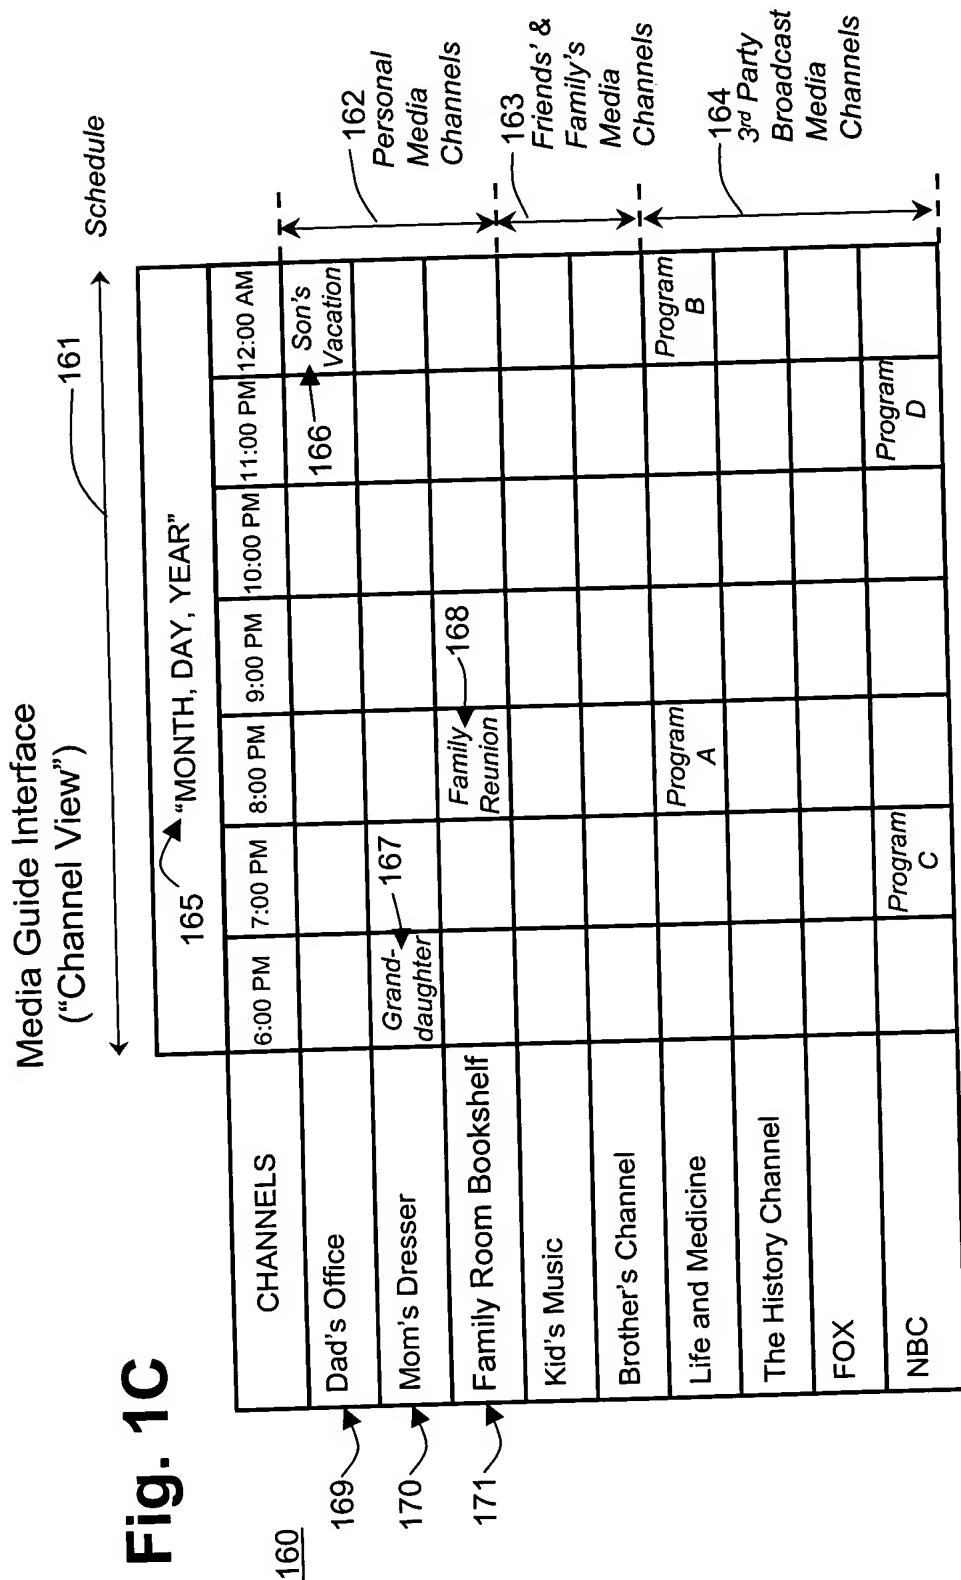 Fig. 1C
Media Guide Interface
("Channel View")
160
161
Schedule
165
"MONTH, DAY, YEAR"
CHANNELS
6:00 PM
7:00 PM
8:00 PM
9:00 PM
10:00 PM
11:00 PM
12:00 AM
169
Dad's Office
166
Son's
Vacation
170
Mom's Dresser
Grand-
daughter
167
171
Family Room Bookshelf
Family
Reunion
168
Kid's Music
Brother's Channel
Life and Medicine
Program
A
Program
B
The History Channel
FOX
NBC
Program
C
Program
D
162
Personal
Media
Channels
163
Friends' &
Family's
Media
Channels
164
3rd Party
Broadcast
Media
Channels